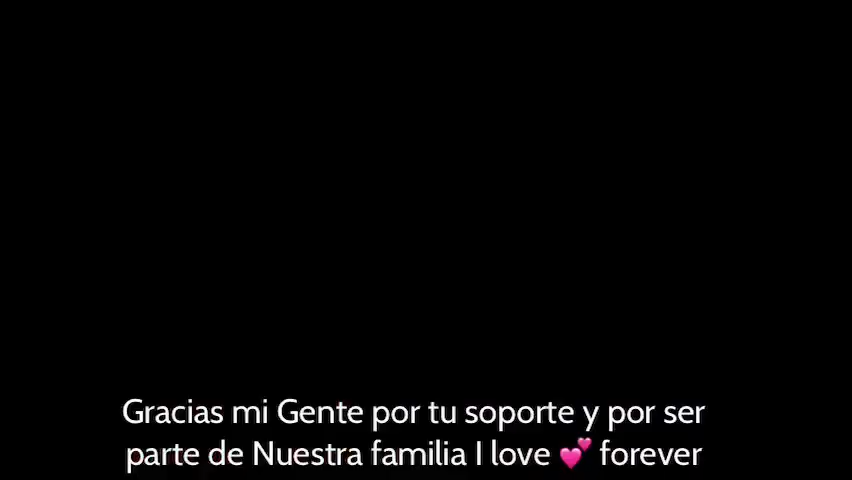 Gracias mi Gente por tu soporte y por ser
parte de Nuestra familia I love 💕 forever